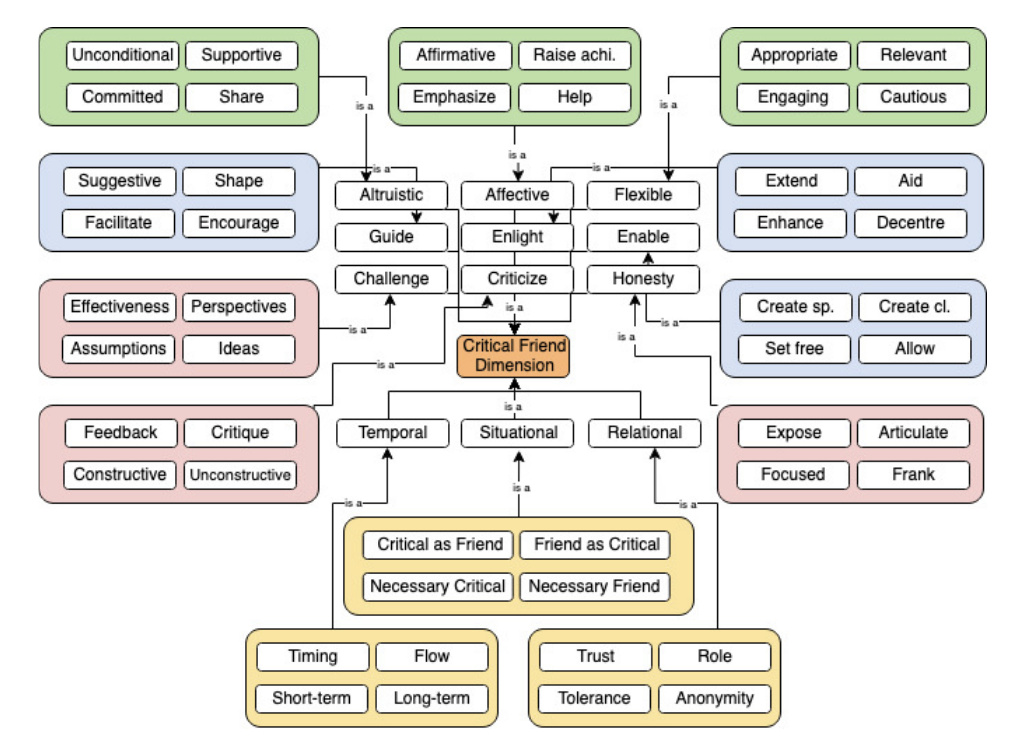 Unconditional
Supportive
Committed
Share
Affirmative
Raise achi.
Emphasize
Help
Appropriate
Relevant
Engaging
Cautious
is a
is a
is a
Suggestive
Shape
Facilitate
Encourage
is a
is a
Extend
Aid
Enhance
Decentre
Altruistic
Affective
Flexible
Guide
Enlight
Enable
Challenge
Criticize
Honesty
Effectiveness
Perspectives
Assumptions
Ideas
is a
is a
is a
is a
is a
Create sp.
Create cl.
Set free
Allow
Critical Friend
Dimension
Feedback
Critique
Constructive
Unconstructive
is a
Temporal
Situational
Relational
Expose
Articulate
Focused
Frank
is a
is a
is a
Critical as Friend
Friend as Critical
Necessary Critical
Necessary Friend
Timing
Flow
Short-term
Long-term
Trust
Role
Tolerance
Anonymity